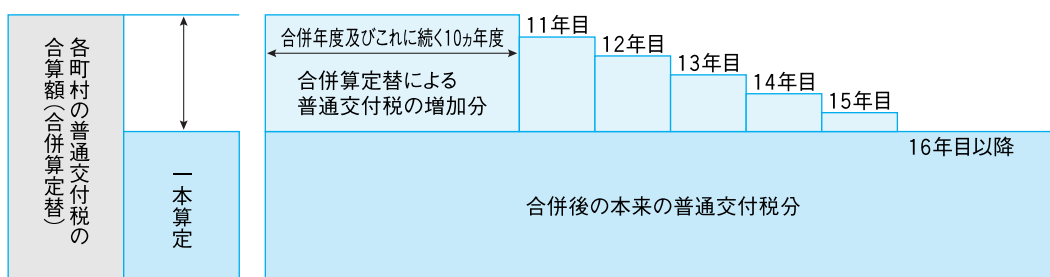 各町村の普通交付税の
合算額（合併算定替）
一本算定
合併年度及びこれに続く10ヵ年度
合併算定替による
普通交付税の増加分
11年目
12年目
13年目
14年目
15年目
16年目以降
合併後の本来の普通交付税分